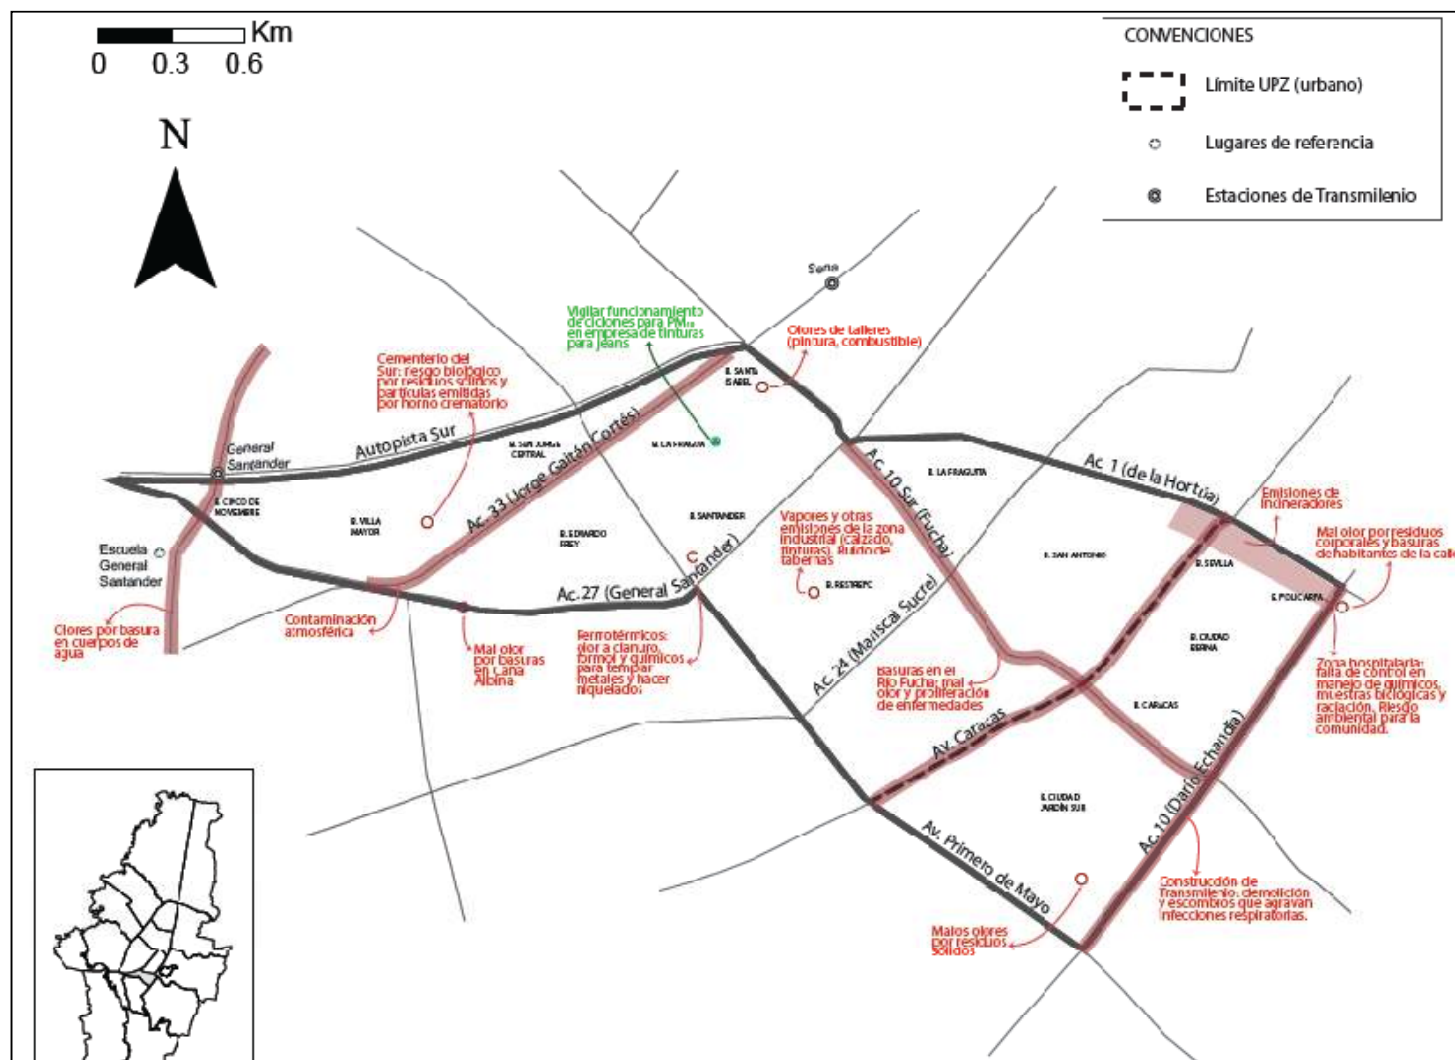 Km
0 0.3 0.6
N
CONVENCIONES
Límite UPZ (urbano)
Lugares de referencia
Estaciones de Transmilenio
Sena
Vigilar funcionamiento
de ciclones para PM₁₀
en empresa de tinturas
para jeans
Olores de talleres
(pintura, combustible)
Cementerio del
Sur: riesgo biológico
por residuos sólidos y
partículas emitidas
por horno crematorio
B. SANTA
ISABEL
General
Santander
Autopista Sur
B. SAN JORGE
CENTRAL
B. LA FRAGUA
Ac. 33 (Jorge Gaitán Cortés)
B. LA FRAGUITA
Ac. 1 (de la Hortúa)
Ac. 10 Sur (Fucha)
Emisiones de
incineradores
Mal olor por residuos
corporales y basuras
de habitantes de la calle
B. CINCO DE
NOVIEMBRE
B. VILLA
MAYOR
B. EDUARDO
FREY
B. SANTANDER
Vapores y otras
emisiones de la zona
industrial (calzado,
tinturas). Ruido de
tabernas
B. SAN ANTONIO
B. SEVILLA
Escuela
General
Santander
C
B. RESTREPO
B. POLICARPA
Ac. 27 (General Santander)
Ac. 24 (Mariscal Sucre)
Olores por basura
en cuerpos de
agua
Contaminación
atmosférica
Mal olor
por basuras
en Caña
Albina
Ferrotérmicos:
olor a cianuro,
formol y químicos
para templar
metales y hacer
niquelados
Basuras en el
Río Fucha: mal
olor y proliferación
de enfermedades
B. CIUDAD
BERNA
Zona hospitalaria:
falla de control en
manejo de químicos,
muestras biológicas y
radiación. Riesgo
ambiental para la
comunidad.
B. CARACAS
Av. Caracas
Ac. 10 (Darío Echandía)
B. CIUDAD
JARDÍN SUR
Av. Primero de Mayo
Construcción de
Transmilenio: demolición
y escombros que agravan
infecciones respiratorias.
Malos olores
por residuos
sólidos